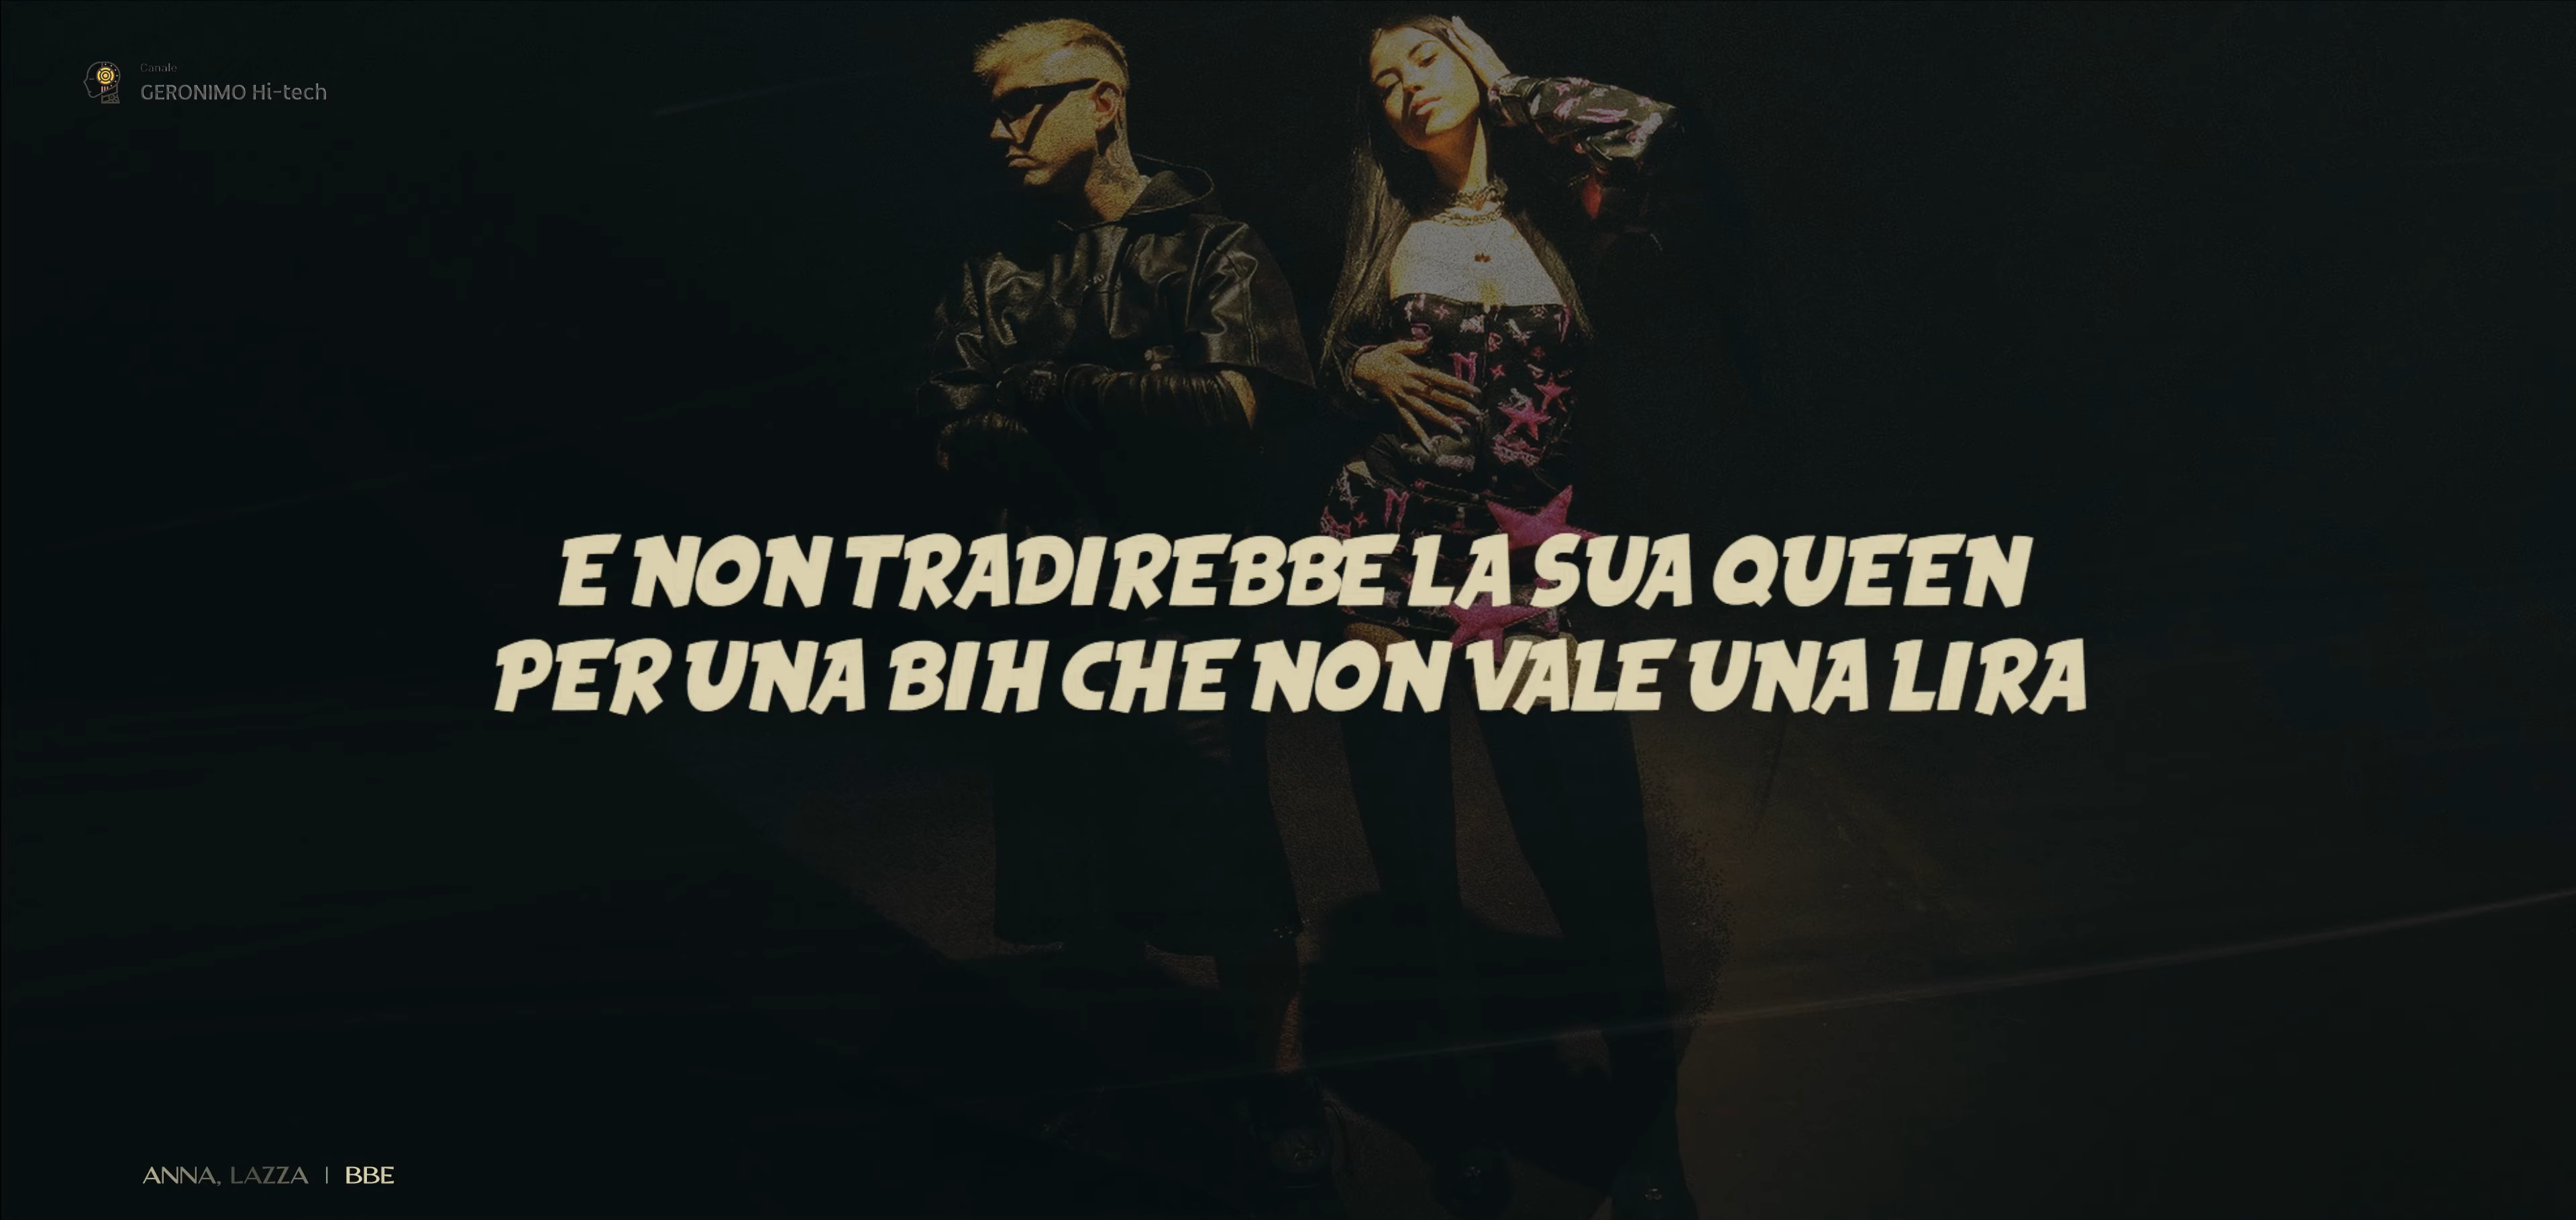 Canale
GERONIMO Hi-tech
E NON TRADIREBBE LA SUA QUEEN
PER UNA BIH CHE NON VALE UNA LIRA
ANNA, LAZZA | BBE